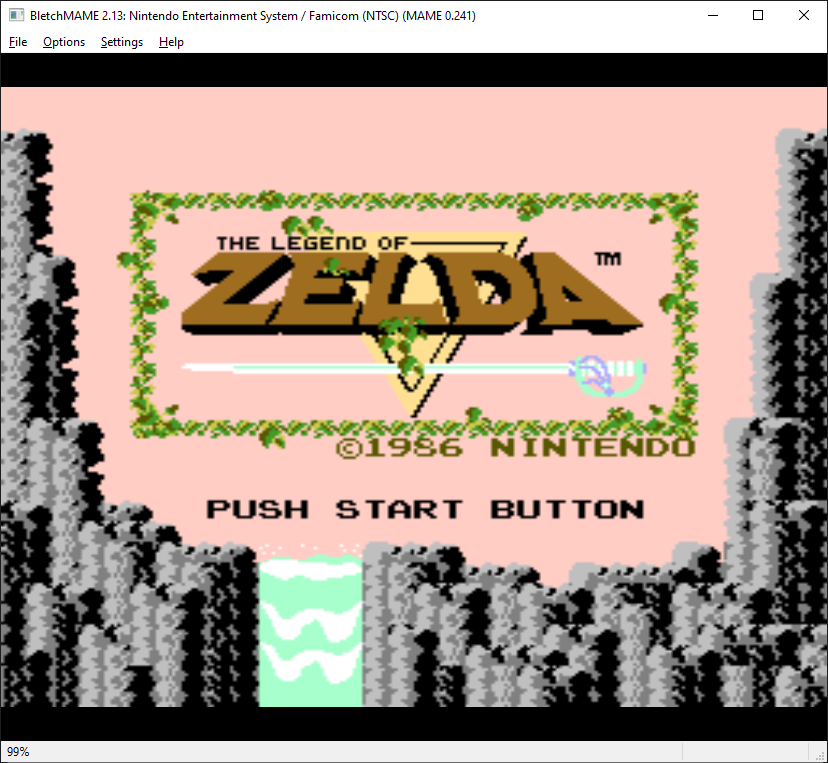 BletchMAME 2.13: Nintendo Entertainment System / Famicom (NTSC) (MAME 0.241)
File Options Settings Help
THE LEGEND OF
ZELDA TM
©1986 NINTENDO
PUSH START BUTTON
99%